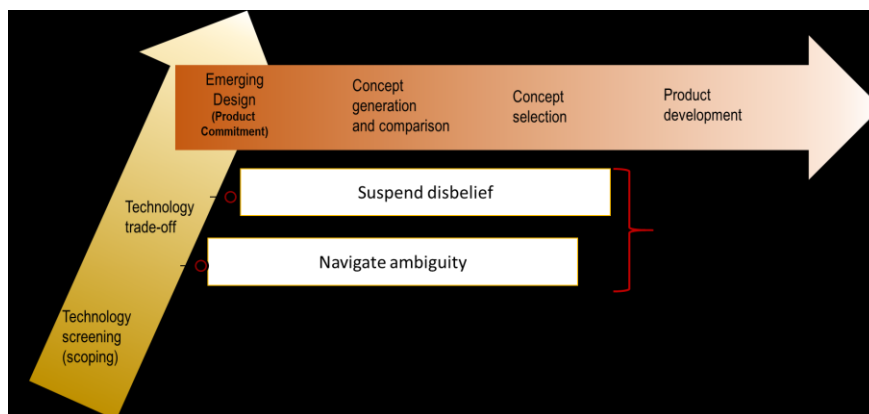 Emerging
Design
(Product
Commitment)
Concept
generation
and comparison
Concept
selection
Product
development
Suspend disbelief
Technology
trade-off
Navigate ambiguity
Technology
screening
(scoping)